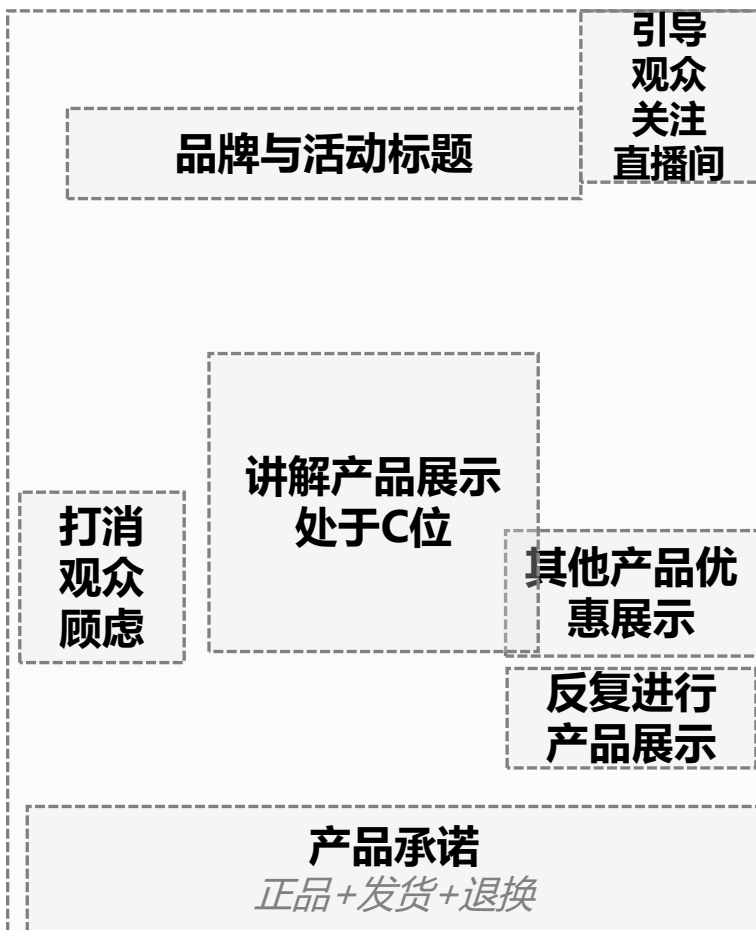 引导
观众
关注
直播间
品牌与活动标题
讲解产品展示
处于C位
打消
观众
顾虑
其他产品优
惠展示
反复进行
产品展示
产品承诺
正品+发货+退换